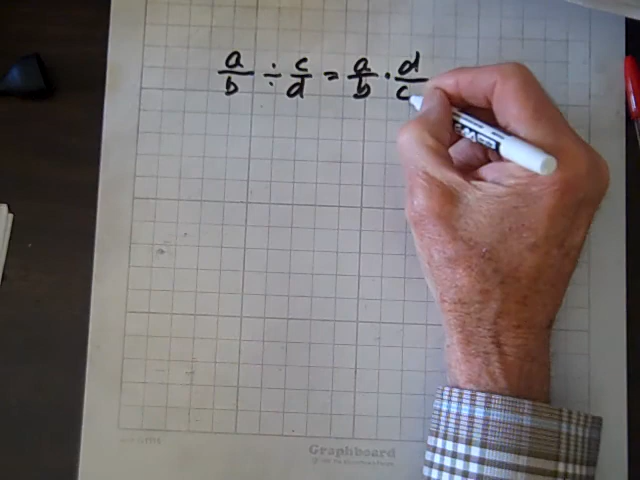 a/b ÷ c/d = a/b · d/c
Graphboard